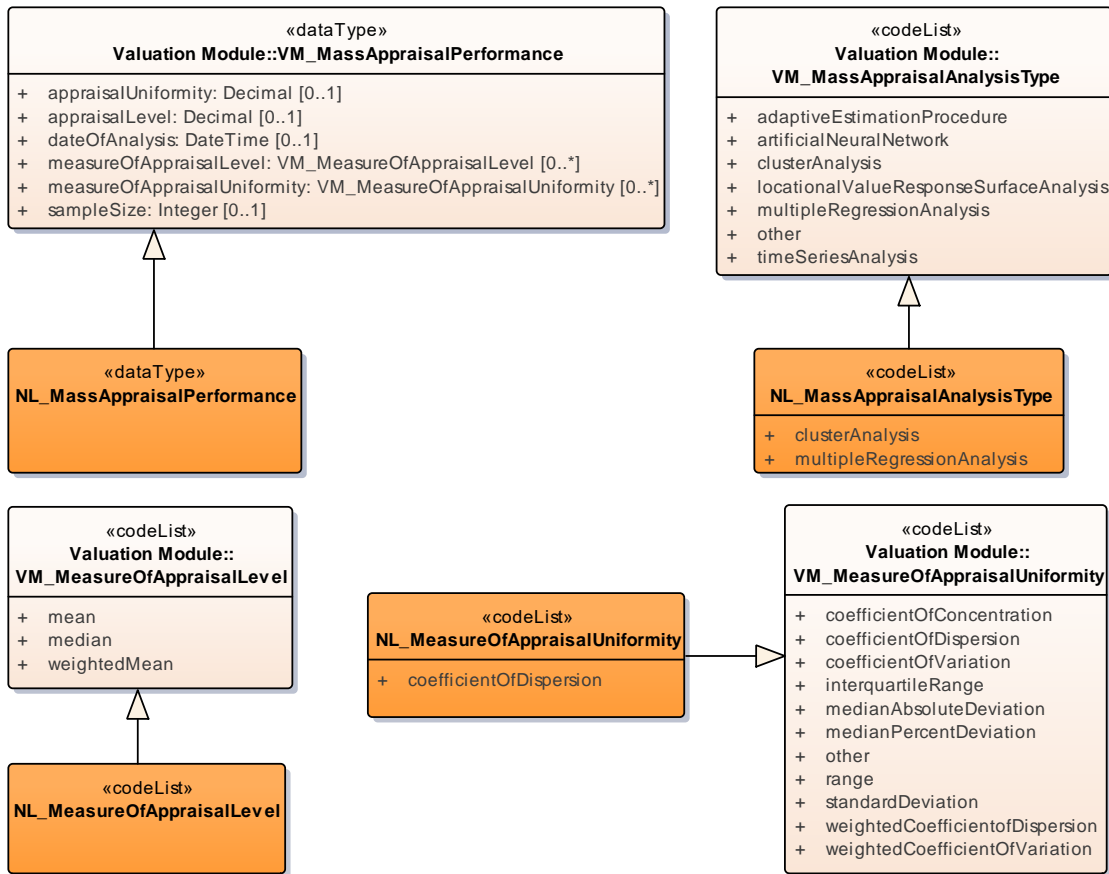 «dataType»
Valuation Module::VM_MassAppraisalPerformance
+ appraisalUniformity: Decimal [0..1]
+ appraisalLevel: Decimal [0..1]
+ dateOfAnalysis: DateTime [0..1]
+ measureOfAppraisalLevel: VM_MeasureOfAppraisalLevel [0..*]
+ measureOfAppraisalUniformity: VM_MeasureOfAppraisalUniformity [0..*]
+ sampleSize: Integer [0..1]
«codeList»
Valuation Module::
VM_MassAppraisalAnalysisType
+ adaptiveEstimationProcedure
+ artificialNeuralNetwork
+ clusterAnalysis
+ locationalValueResponseSurfaceAnalysis
+ multipleRegressionAnalysis
+ other
+ timeSeriesAnalysis
«dataType»
NL_MassAppraisalPerformance
«codeList»
NL_MassAppraisalAnalysisType
+ clusterAnalysis
+ multipleRegressionAnalysis
«codeList»
Valuation Module::
VM_MeasureOfAppraisalLevel
+ mean
+ median
+ weightedMean
«codeList»
NL_MeasureOfAppraisalUniformity
+ coefficientOfDispersion
«codeList»
Valuation Module::
VM_MeasureOfAppraisalUniformity
+ coefficientOfConcentration
+ coefficientOfDispersion
+ coefficientOfVariation
+ interquartileRange
+ medianAbsoluteDeviation
+ medianPercentDeviation
+ other
+ range
+ standardDeviation
+ weightedCoefficientofDispersion
+ weightedCoefficientOfVariation
«codeList»
NL_MeasureOfAppraisalLevel